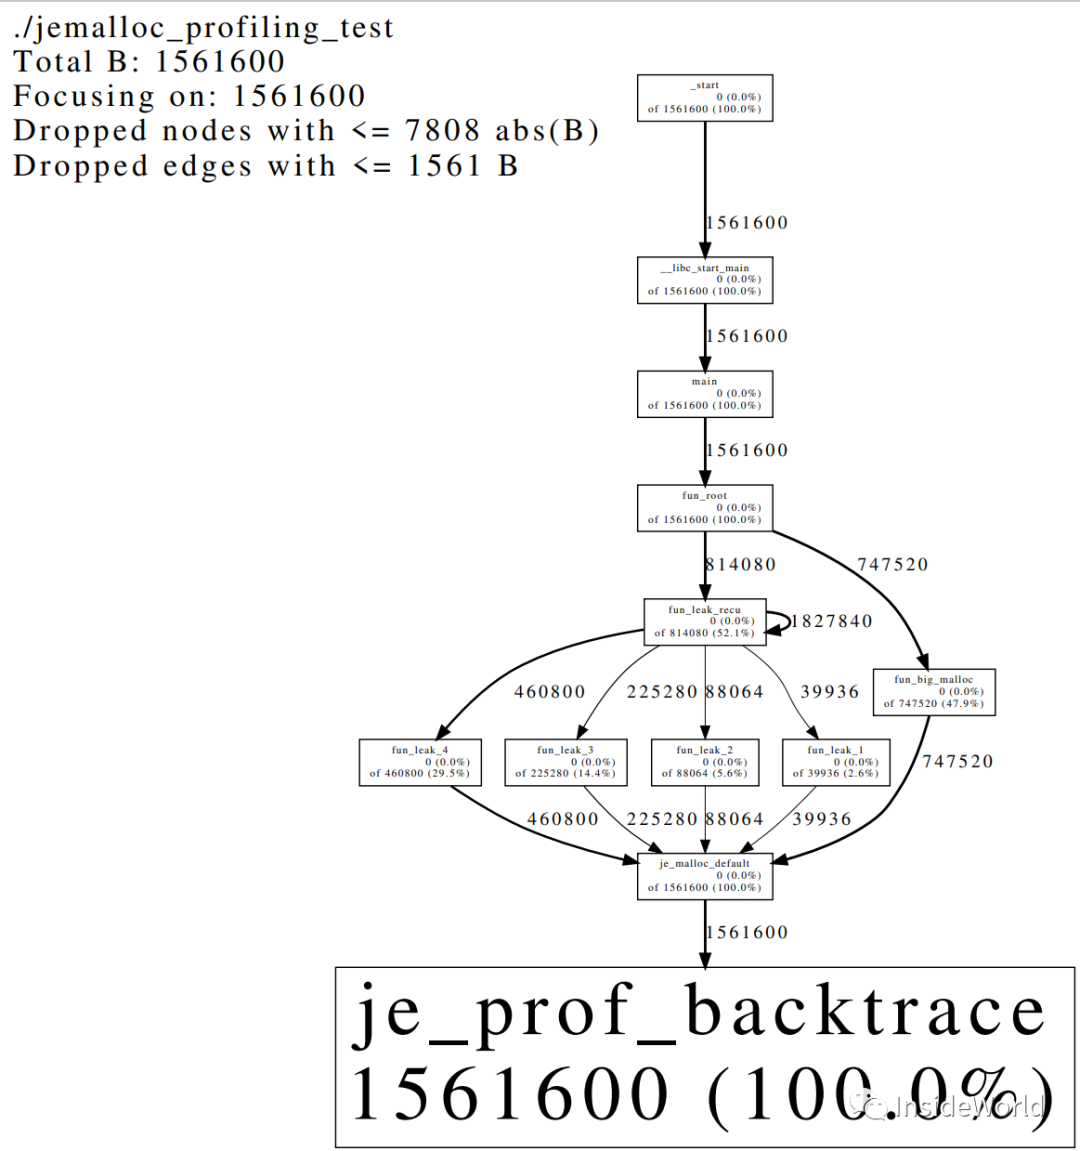 ./jemalloc_profiling_test
Total B: 1561600
Focusing on: 1561600
Dropped nodes with <= 7808 abs(B)
Dropped edges with <= 1561 B
_start
0 (0.0%)
of 1561600 (100.0%)
1561600
__libc_start_main
0 (0.0%)
of 1561600 (100.0%)
1561600
main
0 (0.0%)
of 1561600 (100.0%)
1561600
fun_root
0 (0.0%)
of 1561600 (100.0%)
814080
747520
fun_leak_recu
0 (0.0%)
of 814080 (52.1%)
1827840
fun_big_malloc
0 (0.0%)
of 747520 (47.9%)
460800
225280
88064
39936
fun_leak_4
0 (0.0%)
of 460800 (29.5%)
fun_leak_3
0 (0.0%)
of 225280 (14.4%)
fun_leak_2
0 (0.0%)
of 88064 (5.6%)
fun_leak_1
0 (0.0%)
of 39936 (2.6%)
747520
460800
225280
88064
39936
je_malloc_default
0 (0.0%)
of 1561600 (100.0%)
1561600
je_prof_backtrace
1561600 (100.0%)
InsideWorld